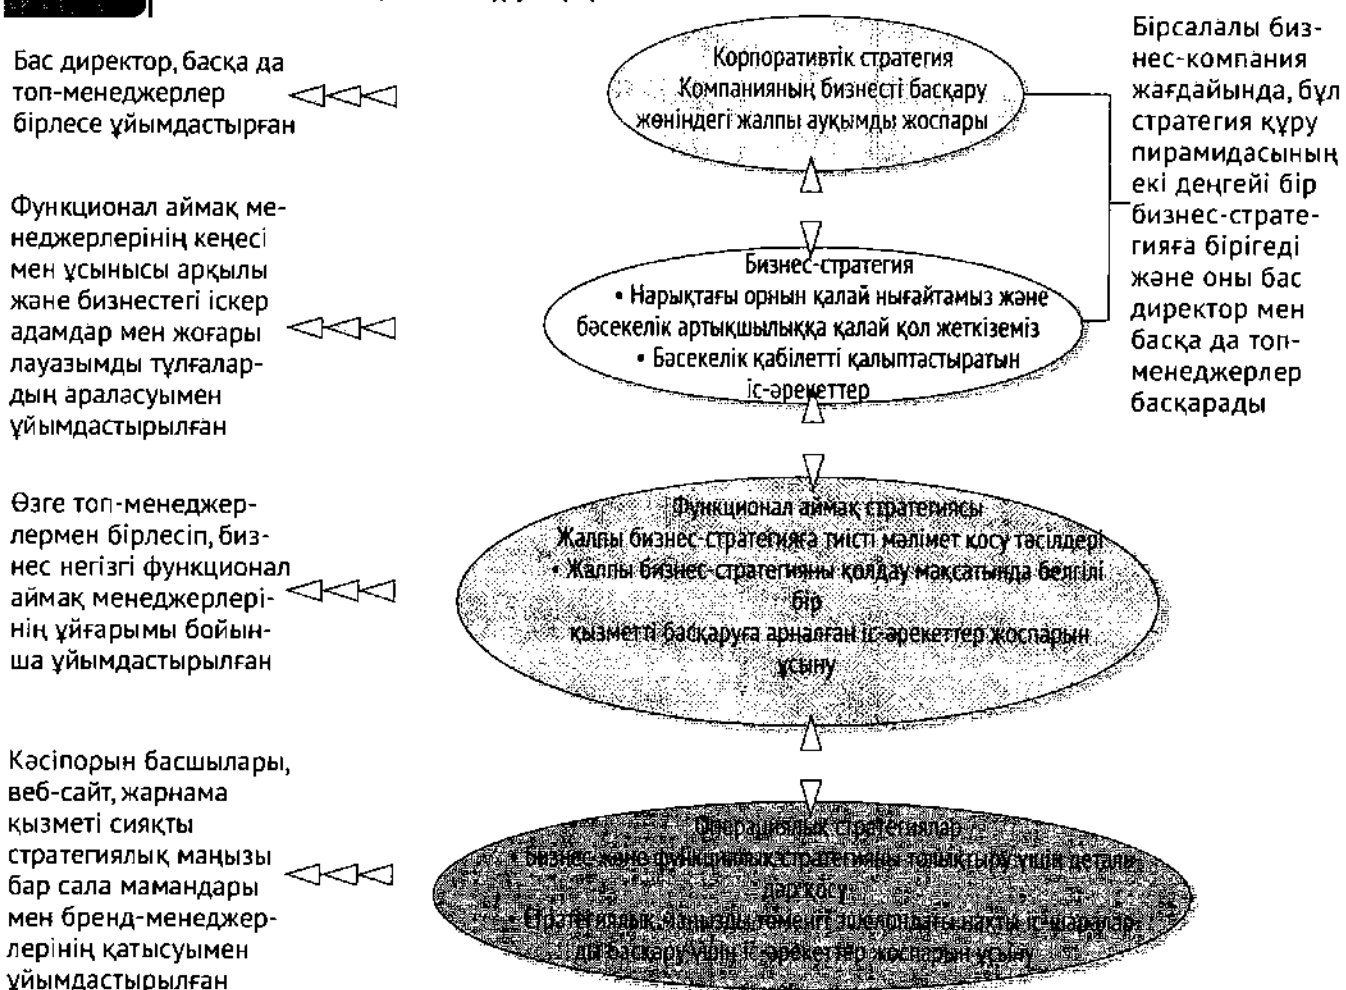 Бас директор, басқа да
топ-менеджерлер
бірлесе ұйымдастырған
Функционал аймақ ме-
неджерлерінің кеңесі
мен ұсынысы арқылы
және бизнестегі іскер
адамдар мен жоғары
лауазымды тұлғалар-
дың араласуымен
ұйымдастырылған
Өзге топ-менеджер-
лермен бірлесіп, биз-
нес негізгі функционал
аймақ менеджерлері-
нің ұйғарымы бойын-
ша ұйымдастырылған
Кәсіпорын басшылары,
веб-сайт, жарнама
қызметі сияқты
стратегиялық маңызы
бар сала мамандары
мен бренд-менеджер-
лерінің қатысуымен
ұйымдастырылған
Корпоративтік стратегия
Компанияның бизнесті басқару
жөніндегі жалпы ауқымды жоспары
Бизнес-стратегия
• Нарықтағы орнын қалай нығайтамыз және
бәсекелік артықшылыққа қалай қол жеткіземіз
• Бәсекелік қабілетті қалыптастыратын
іс-әрекеттер
Функционал аймақ стратегиясы
Жалпы бизнес-стратегияға тиісті мәлімет қосу тәсілдері
• Жалпы бизнес-стратегияны қолдау мақсатында белгілі
бір
қызметті басқаруға арналған іс-әрекеттер жоспарын
ұсыну
Операциялық стратегиялар
• Бизнес және функциялық стратегияны толықтыру үшін детали-
лар қосу
• Стратегиялық маңызды төменгі эшелондағы нақты іс-шаралар-
ды басқару үшін іс-әрекеттер жоспарын ұсыну
Бірсалалы биз-
нес-компания
жағдайында, бұл
стратегия құру
пирамидасының
екі деңгейі бір
бизнес-страте-
гияға бірігеді
және оны бас
директор мен
басқа да топ-
менеджерлер
басқарады